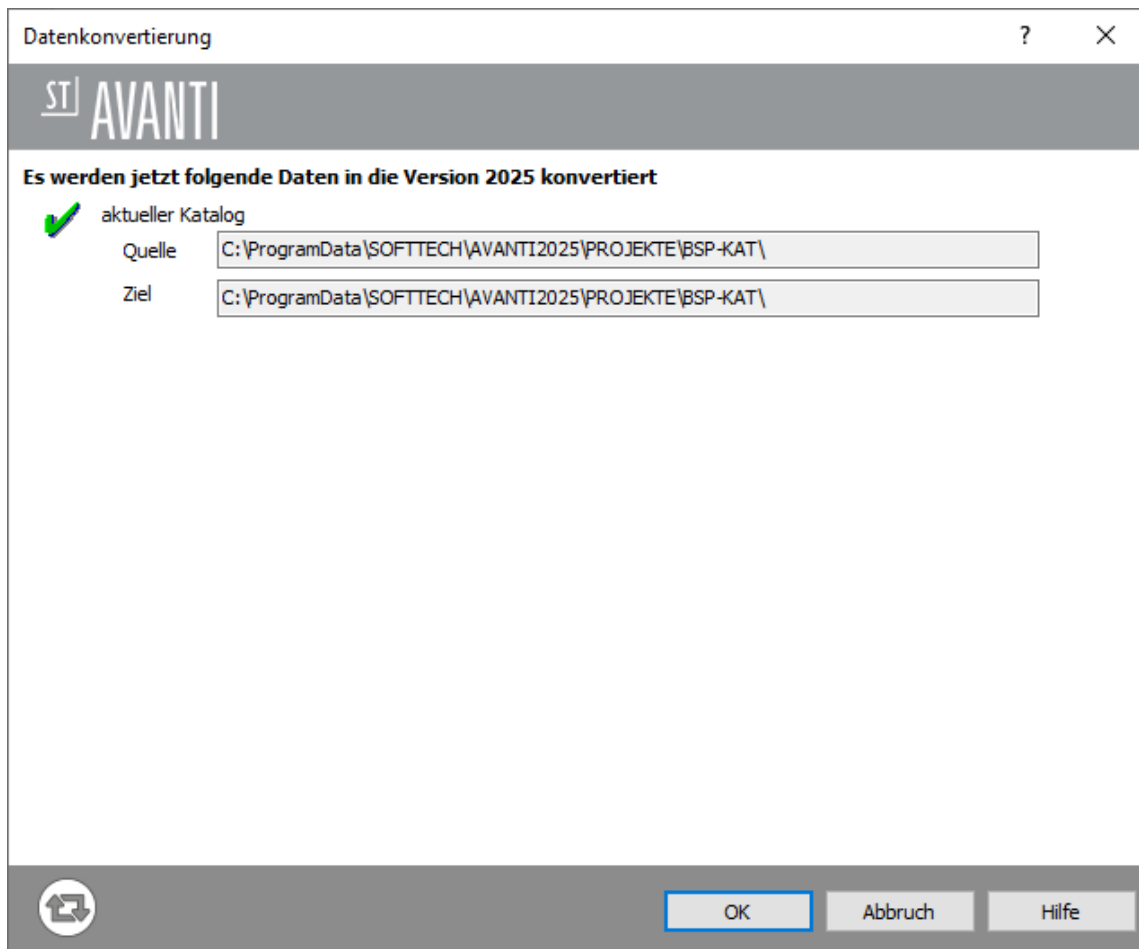 Datenkonvertierung
ST AVANTI
Es werden jetzt folgende Daten in die Version 2025 konvertiert
aktueller Katalog
Quelle C:\ProgramData\SOFTTECH\AVANTI2025\PROJEKTE\BSP-KAT\
Ziel C:\ProgramData\SOFTTECH\AVANTI2025\PROJEKTE\BSP-KAT\
OK Abbruch Hilfe